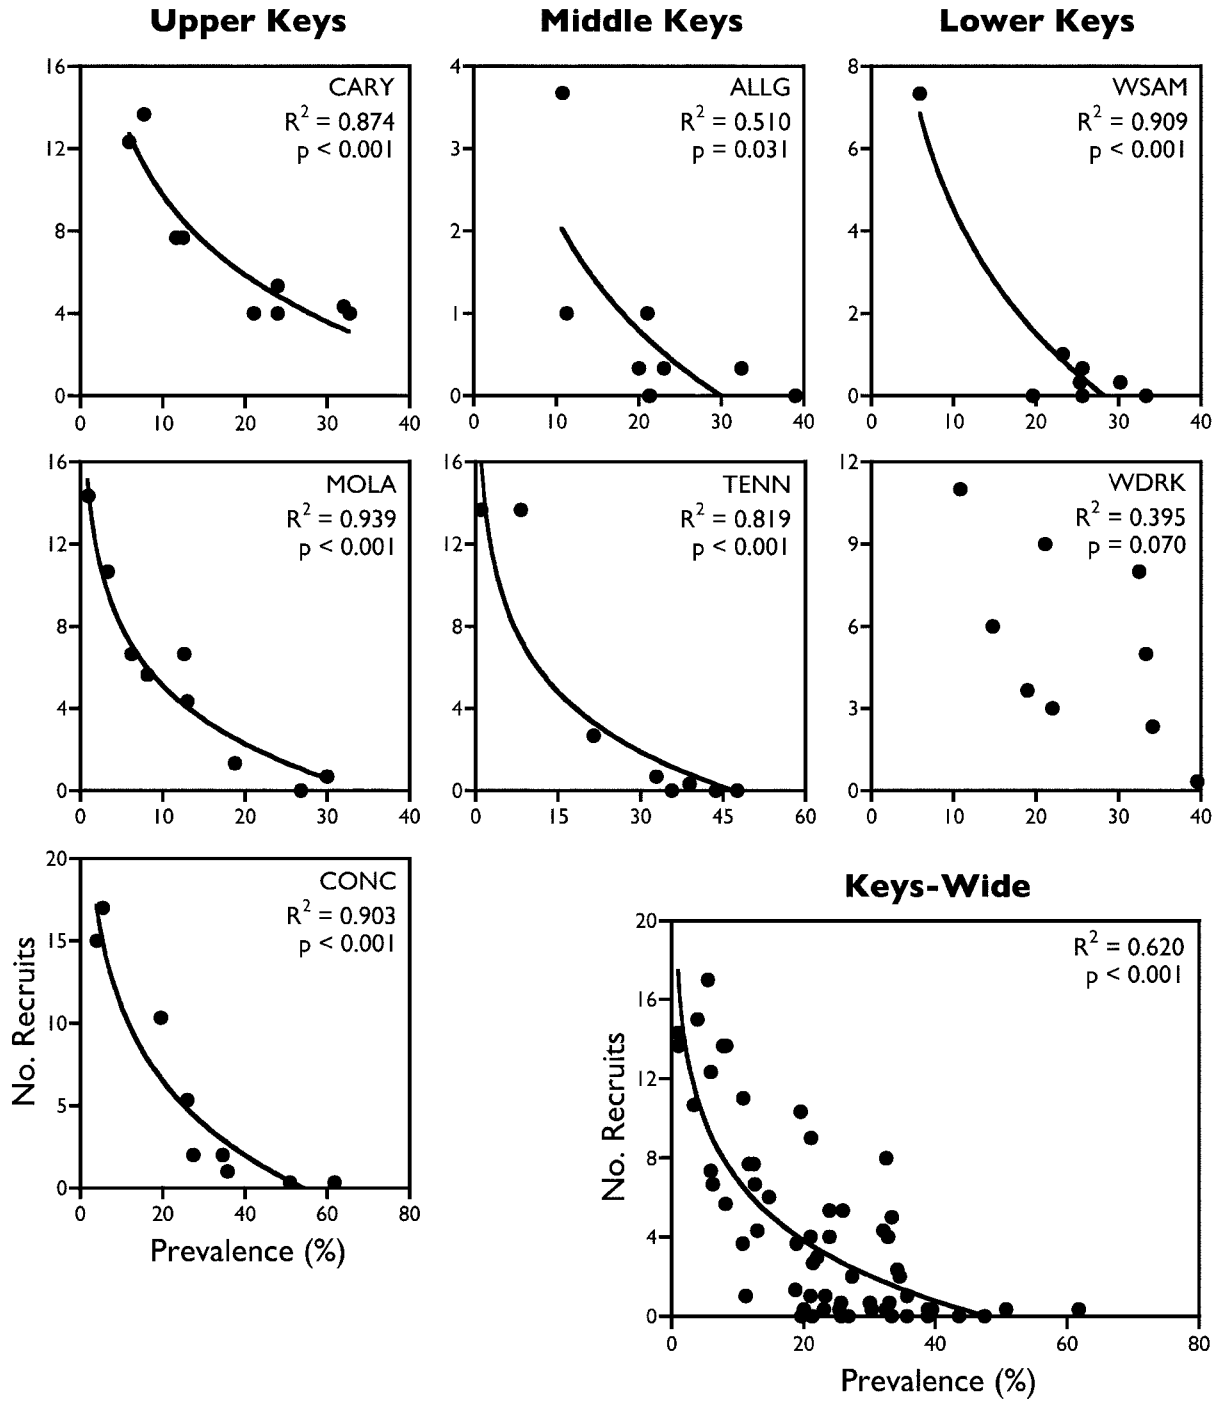 Upper Keys
Middle Keys
Lower Keys
16
12
8
4
0
CARY
R² = 0.874
p < 0.001
0 10 20 30 40
4
3
2
1
0
ALLG
R² = 0.510
p = 0.031
0 10 20 30 40
8
6
4
2
0
WSAM
R² = 0.909
p < 0.001
0 10 20 30 40
16
12
8
4
0
MOLA
R² = 0.939
p < 0.001
0 10 20 30 40
16
12
8
4
0
TENN
R² = 0.819
p < 0.001
0 15 30 45 60
12
9
6
3
0
WDRK
R² = 0.395
p = 0.070
0 10 20 30 40
No. Recruits
20
15
10
5
0
CONC
R² = 0.903
p < 0.001
0 20 40 60 80
Prevalence (%)
Keys-Wide
No. Recruits
20
16
12
8
4
0
R² = 0.620
p < 0.001
0 20 40 60 80
Prevalence (%)